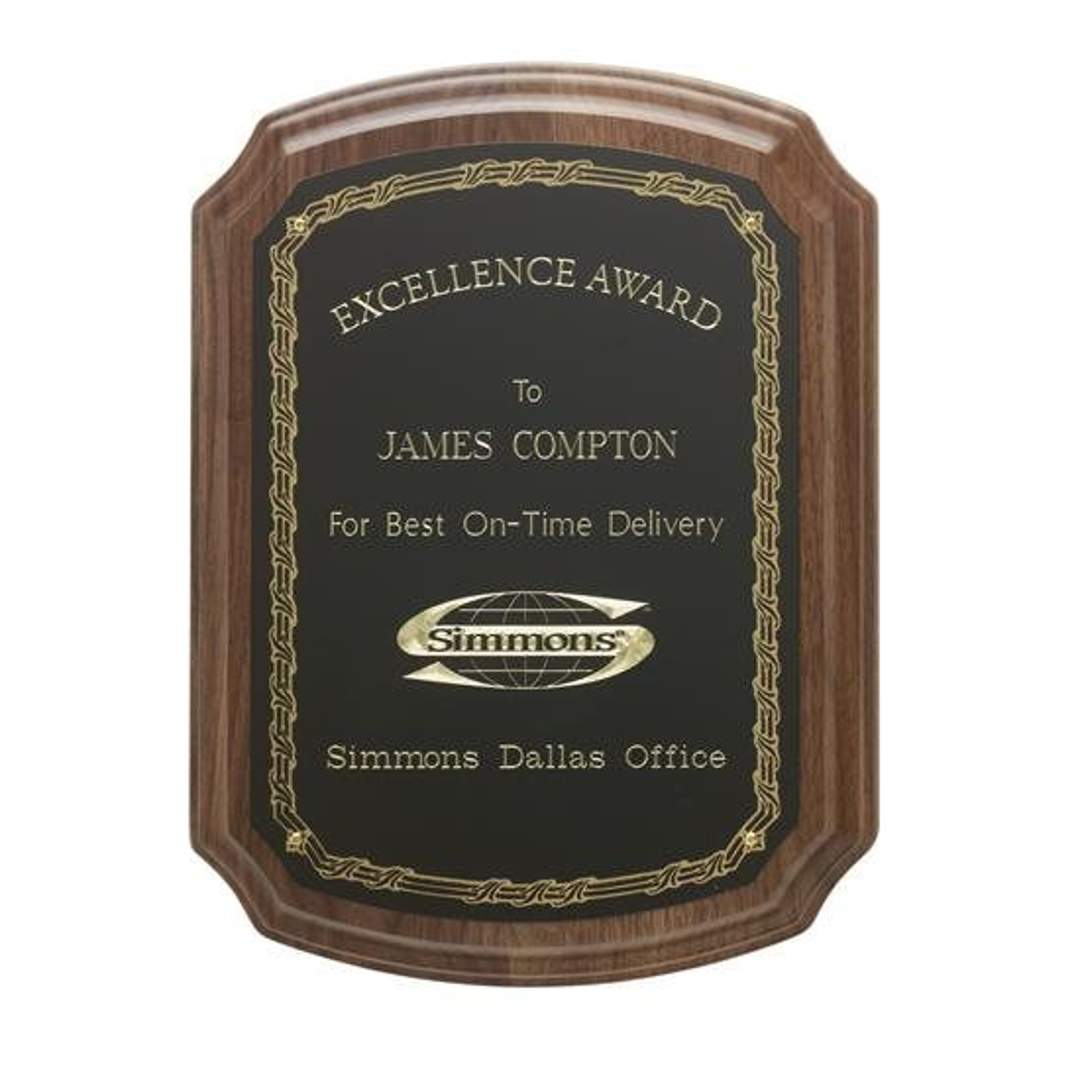 EXCELLENCE AWARD
To
JAMES COMPTON
For Best On-Time Delivery
Simmons®
Simmons Dallas Office